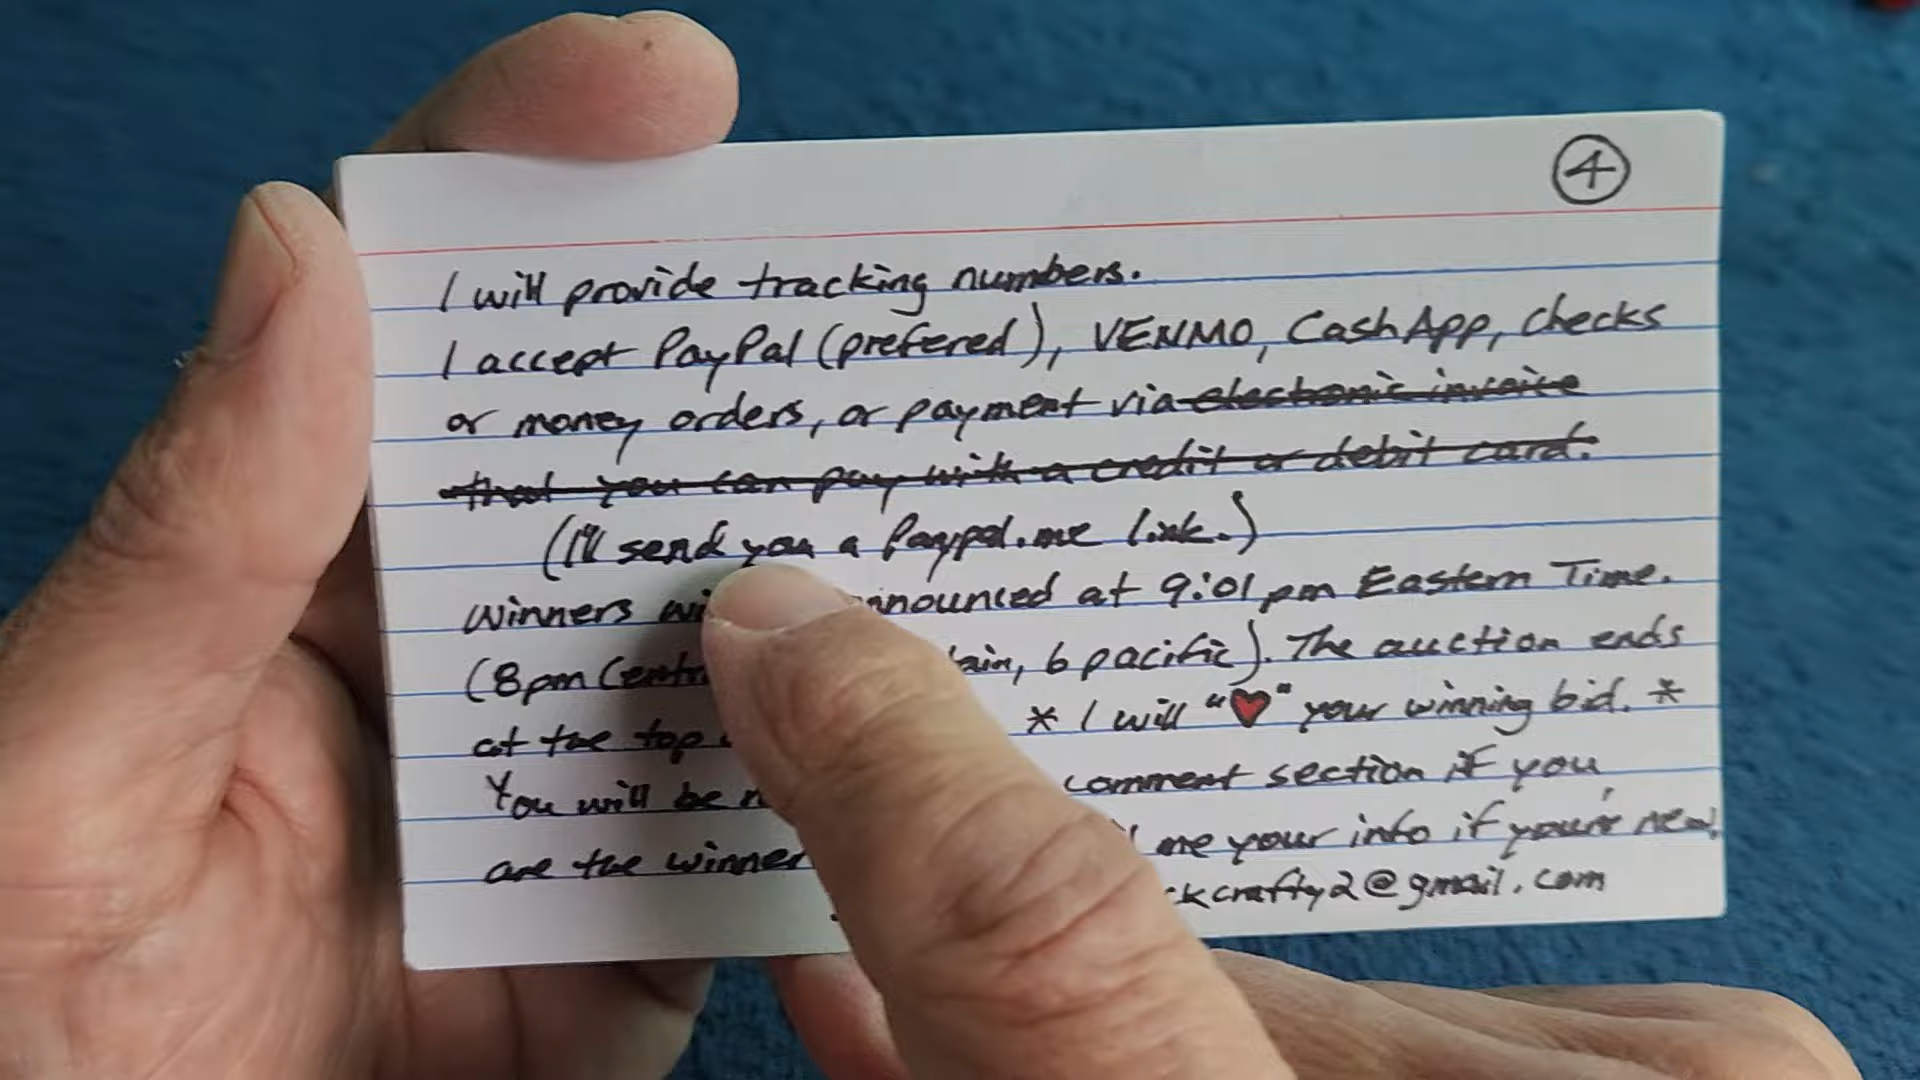 4
I will provide tracking numbers.
I accept PayPal (prefered), VENMO, CashApp, checks
or money orders, or payment via electronic invoice
that you can pay with a credit or debit card.
(I'll send you a Paypal.me link.)
Winners announced at 9:01 pm Eastern Time.
(8pm 6 pacific). The auction ends
at the top * I will "❤" your winning bid. *
You will be comment section if you
are the winner me your info if you're new!
ckcrafty2@gmail.com